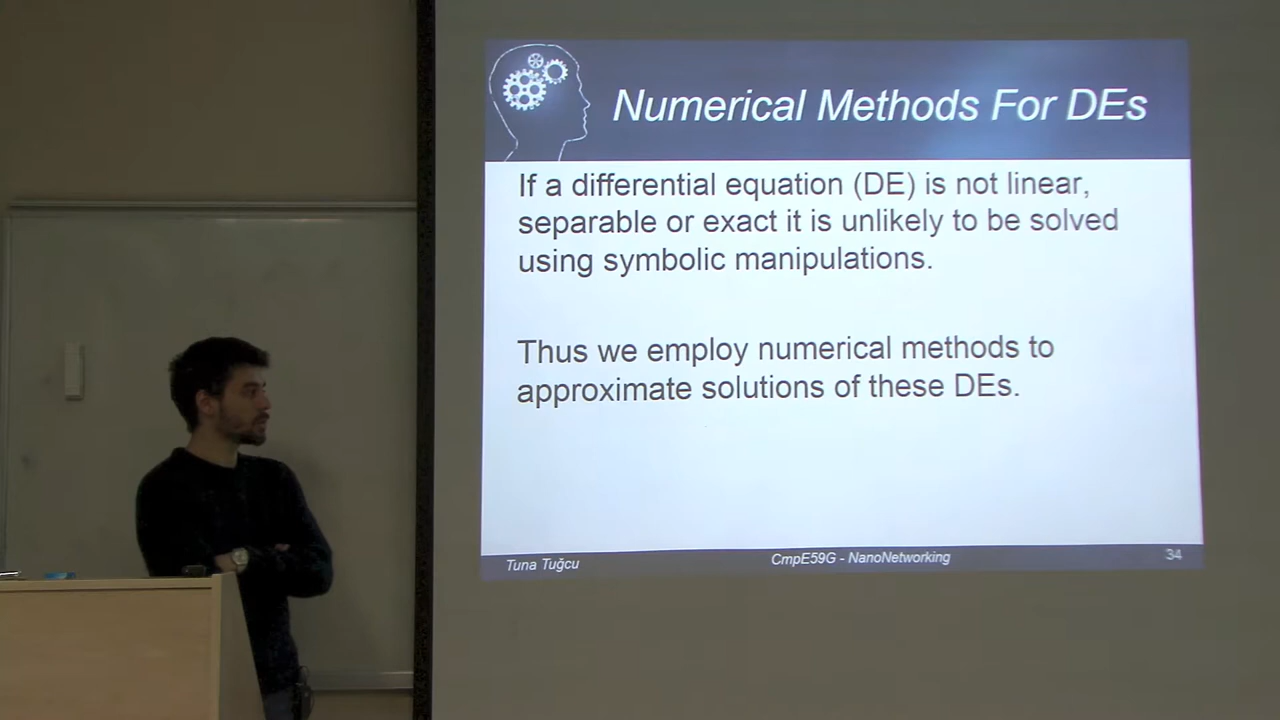 Numerical Methods For DEs
If a differential equation (DE) is not linear,
separable or exact it is unlikely to be solved
using symbolic manipulations.
Thus we employ numerical methods to
approximate solutions of these DEs.
Tuna Tuğcu
CmpE59G - NanoNetworking
34